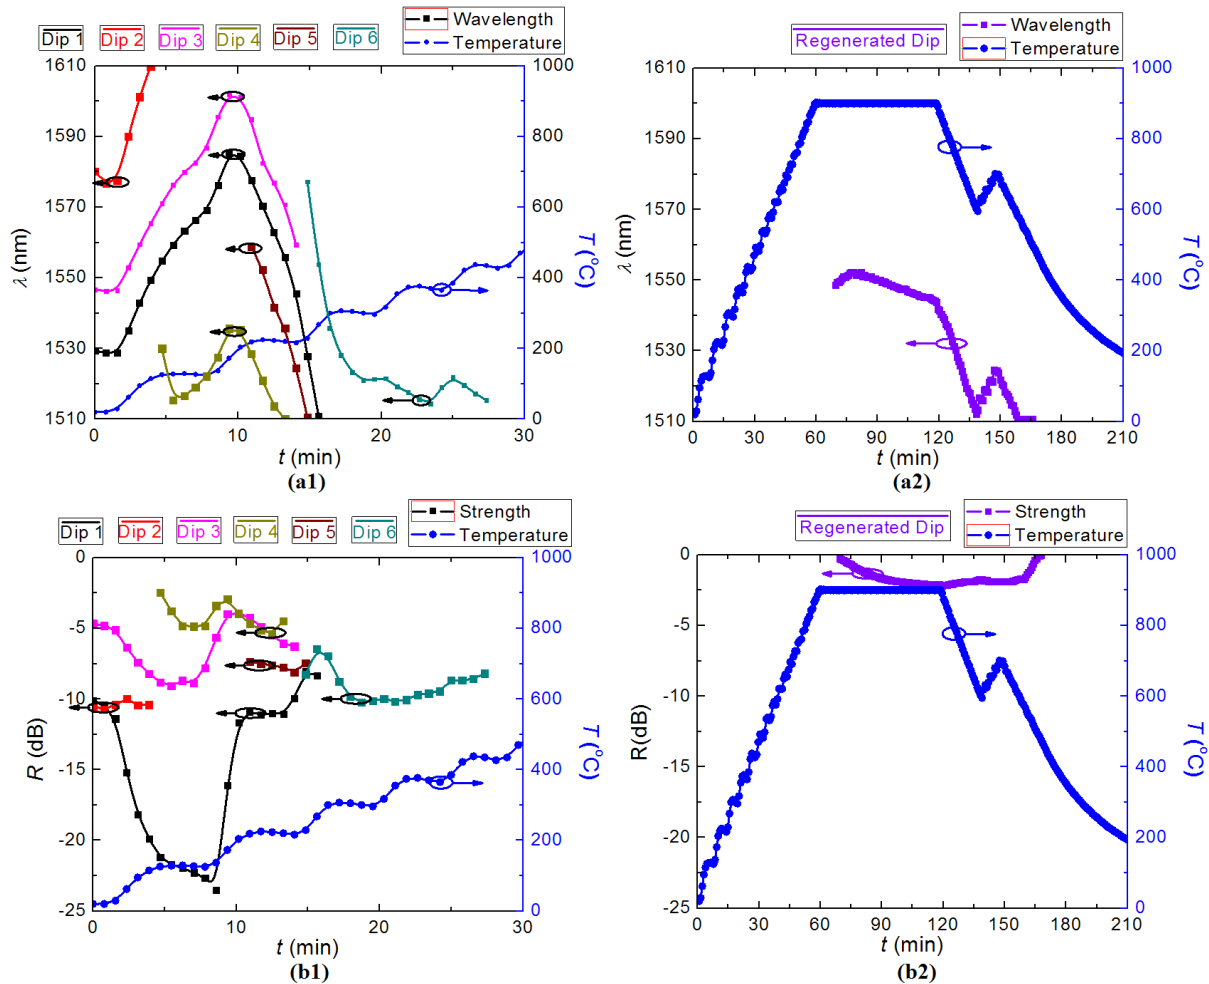 Dip 1 Dip 2 Dip 3 Dip 4 Dip 5 Dip 6
Wavelength
Temperature
1610
1590
1570
1550
1530
1510
λ (nm)
1000
800
600
400
200
0
T (°C)
0 10 20 30
t (min)
(a1)
Regenerated Dip
Wavelength
Temperature
1610
1590
1570
1550
1530
1510
λ (nm)
1000
800
600
400
200
0
T (°C)
0 30 60 90 120 150 180 210
t (min)
(a2)
Dip 1 Dip 2 Dip 3 Dip 4 Dip 5 Dip 6
Strength
Temperature
0
-5
-10
-15
-20
-25
R (dB)
1000
800
600
400
200
0
T (°C)
0 10 20 30
t (min)
(b1)
Regenerated Dip
Strength
Temperature
0
-5
-10
-15
-20
-25
R(dB)
1000
800
600
400
200
0
T (°C)
0 30 60 90 120 150 180 210
t (min)
(b2)